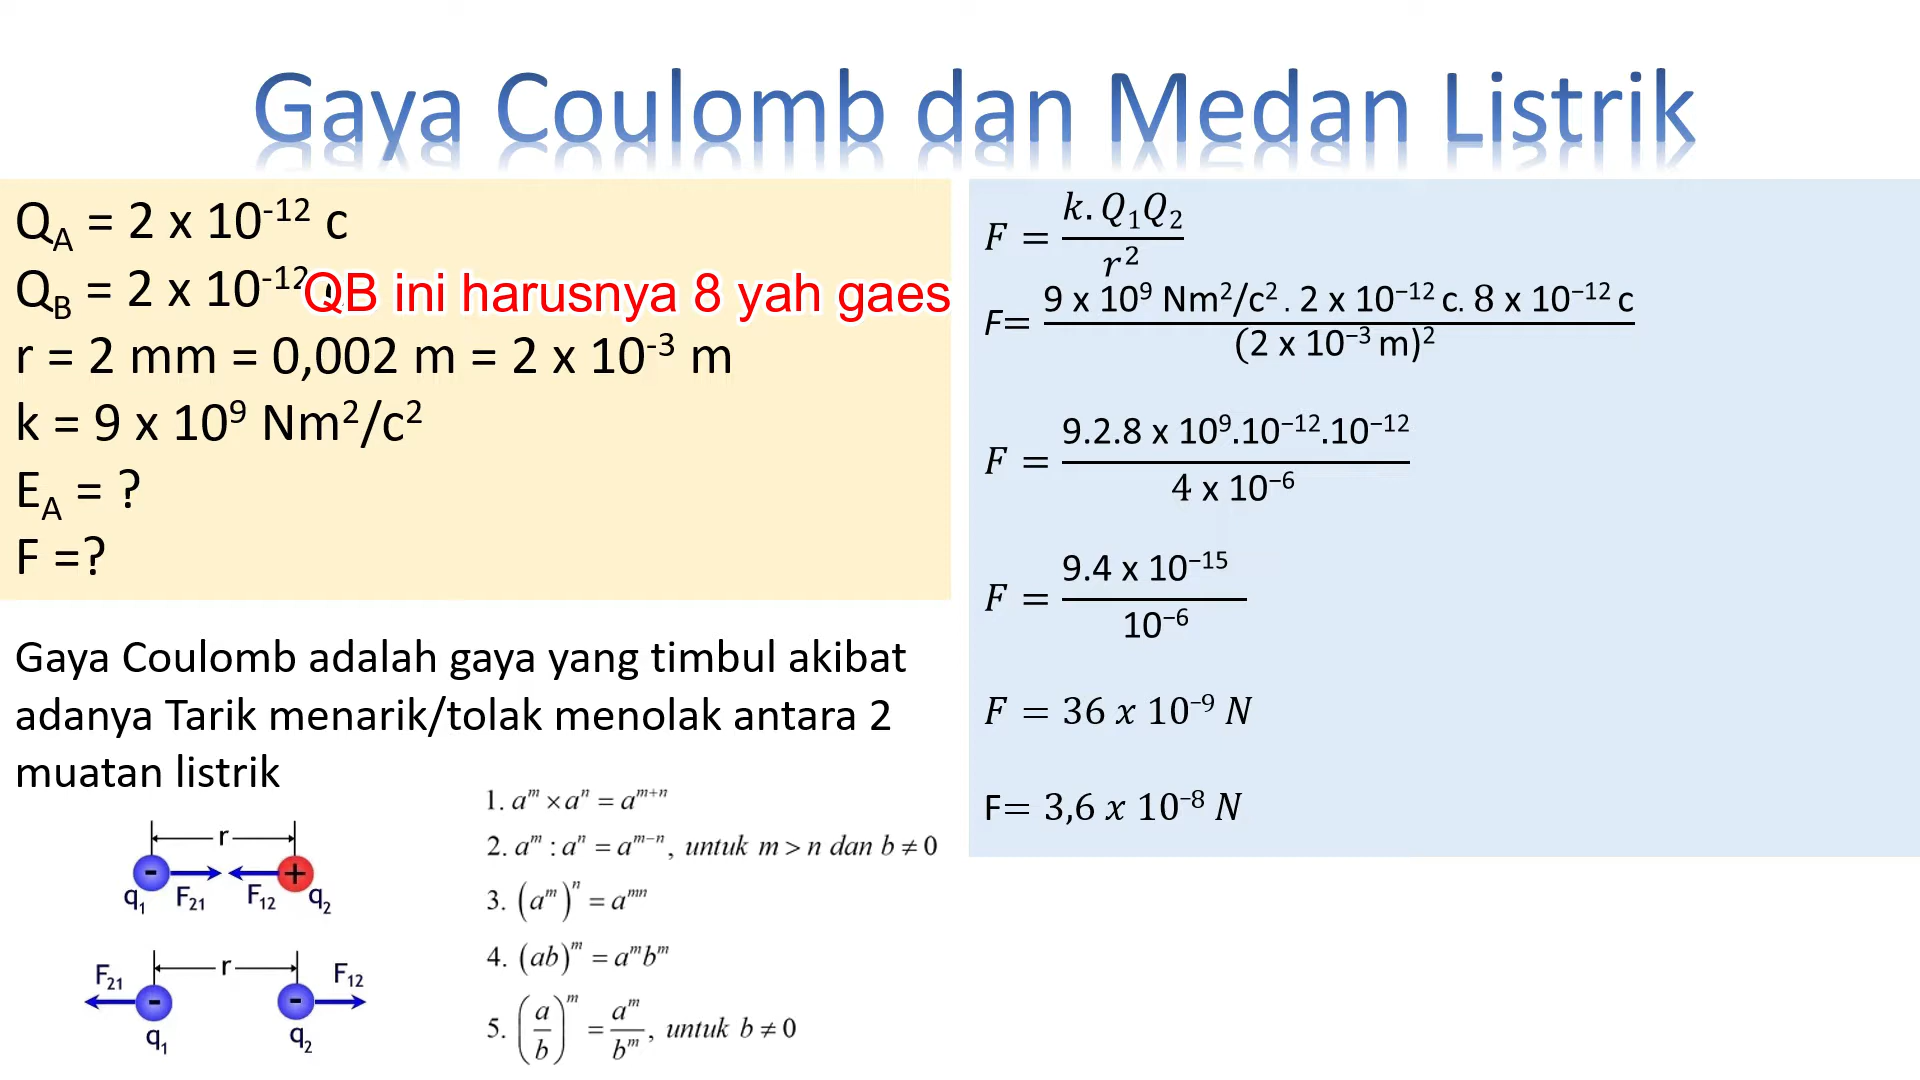 Gaya Coulomb dan Medan Listrik
Q_A = 2 x 10⁻¹² c
Q_B = 2 x 10⁻¹²
QB ini harusnya 8 yah gaes
r = 2 mm = 0,002 m = 2 x 10⁻³ m
k = 9 x 10⁹ Nm²/c²
E_A = ?
F =?
Gaya Coulomb adalah gaya yang timbul akibat
adanya Tarik menarik/tolak menolak antara 2
muatan listrik
r
- +
q₁ F₂₁ F₁₂ q₂
F₂₁ r F₁₂
- -
q₁ q₂
1. aᵐ × aⁿ = aᵐ⁺ⁿ
2. aᵐ : aⁿ = aᵐ⁻ⁿ, untuk m > n dan b ≠ 0
3. (aᵐ)ⁿ = aᵐⁿ
4. (ab)ᵐ = aᵐbᵐ
5. (a/b)ᵐ = aᵐ/bᵐ, untuk b ≠ 0
F = k. Q₁Q₂ / r²
F= 9 x 10⁹ Nm²/c² . 2 x 10⁻¹² c. 8 x 10⁻¹² c / (2 x 10⁻³ m)²
F = 9.2.8 x 10⁹.10⁻¹².10⁻¹² / 4 x 10⁻⁶
F = 9.4 x 10⁻¹⁵ / 10⁻⁶
F = 36 x 10⁻⁹ N
F= 3,6 x 10⁻⁸ N